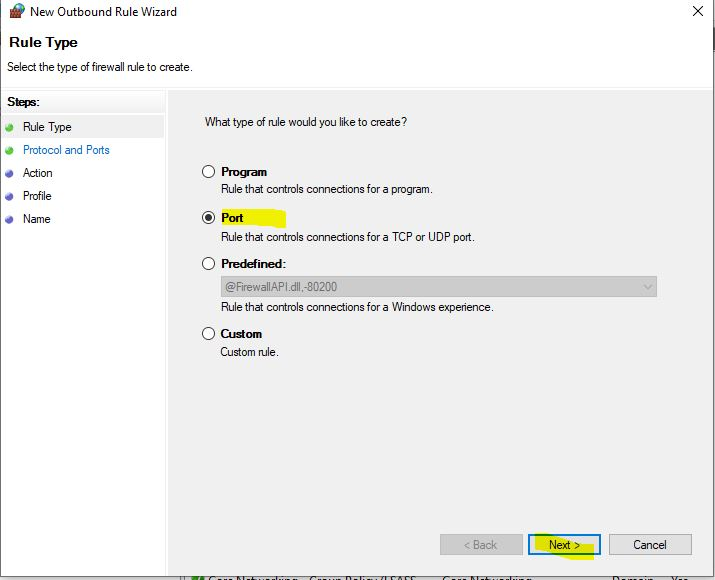 New Outbound Rule Wizard
Rule Type
Select the type of firewall rule to create.
Steps:
Rule Type
Protocol and Ports
Action
Profile
Name
What type of rule would you like to create?
Program
Rule that controls connections for a program.
Port
Rule that controls connections for a TCP or UDP port.
Predefined:
@FirewallAPI.dll,-80200
Rule that controls connections for a Windows experience.
Custom
Custom rule.
< Back
Next >
Cancel